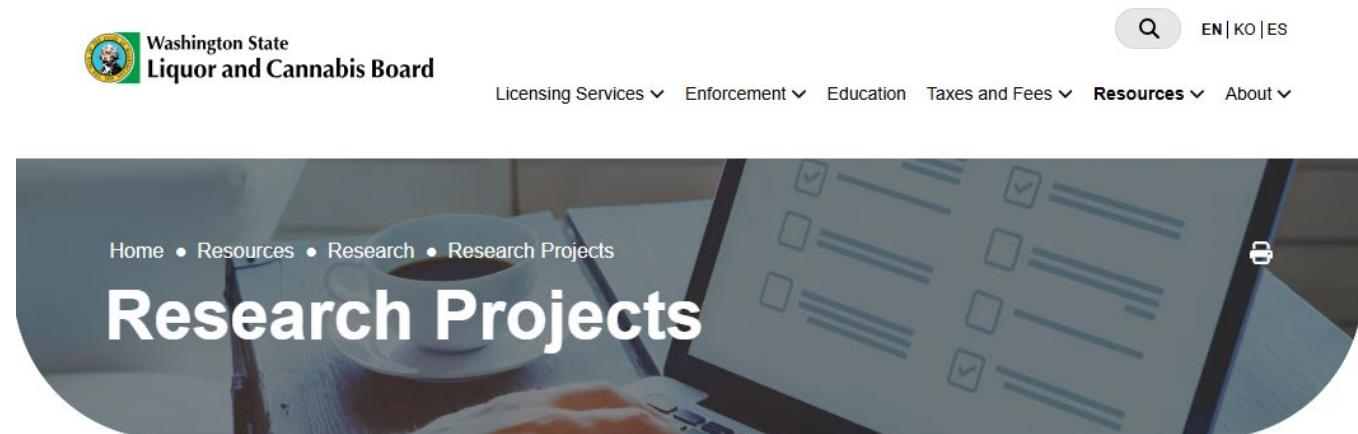 Washington State
Liquor and Cannabis Board
EN | KO | ES
Licensing Services Enforcement Education Taxes and Fees Resources About
Home • Resources • Research • Research Projects
Research Projects